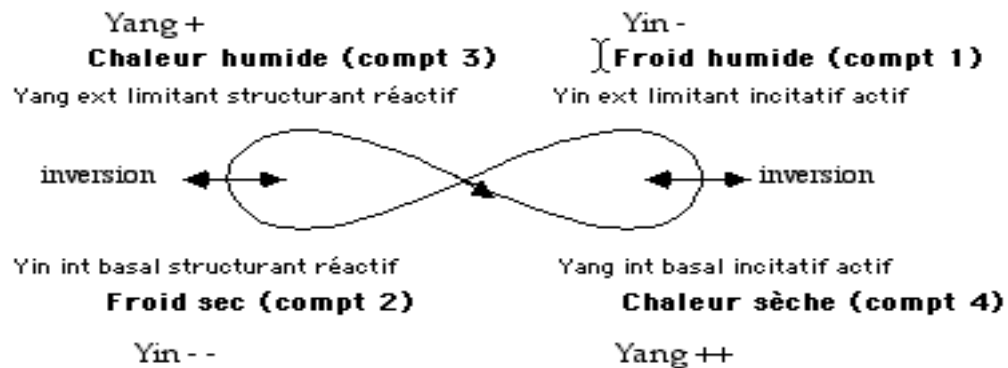 Yang +
Chaleur humide (compt 3)
Yang ext limitant structurant réactif
Yin -
Froid humide (compt 1)
Yin ext limitant incitatif actif
inversion
inversion
Yin int basal structurant réactif
Froid sec (compt 2)
Yin - -
Yang int basal incitatif actif
Chaleur sèche (compt 4)
Yang ++